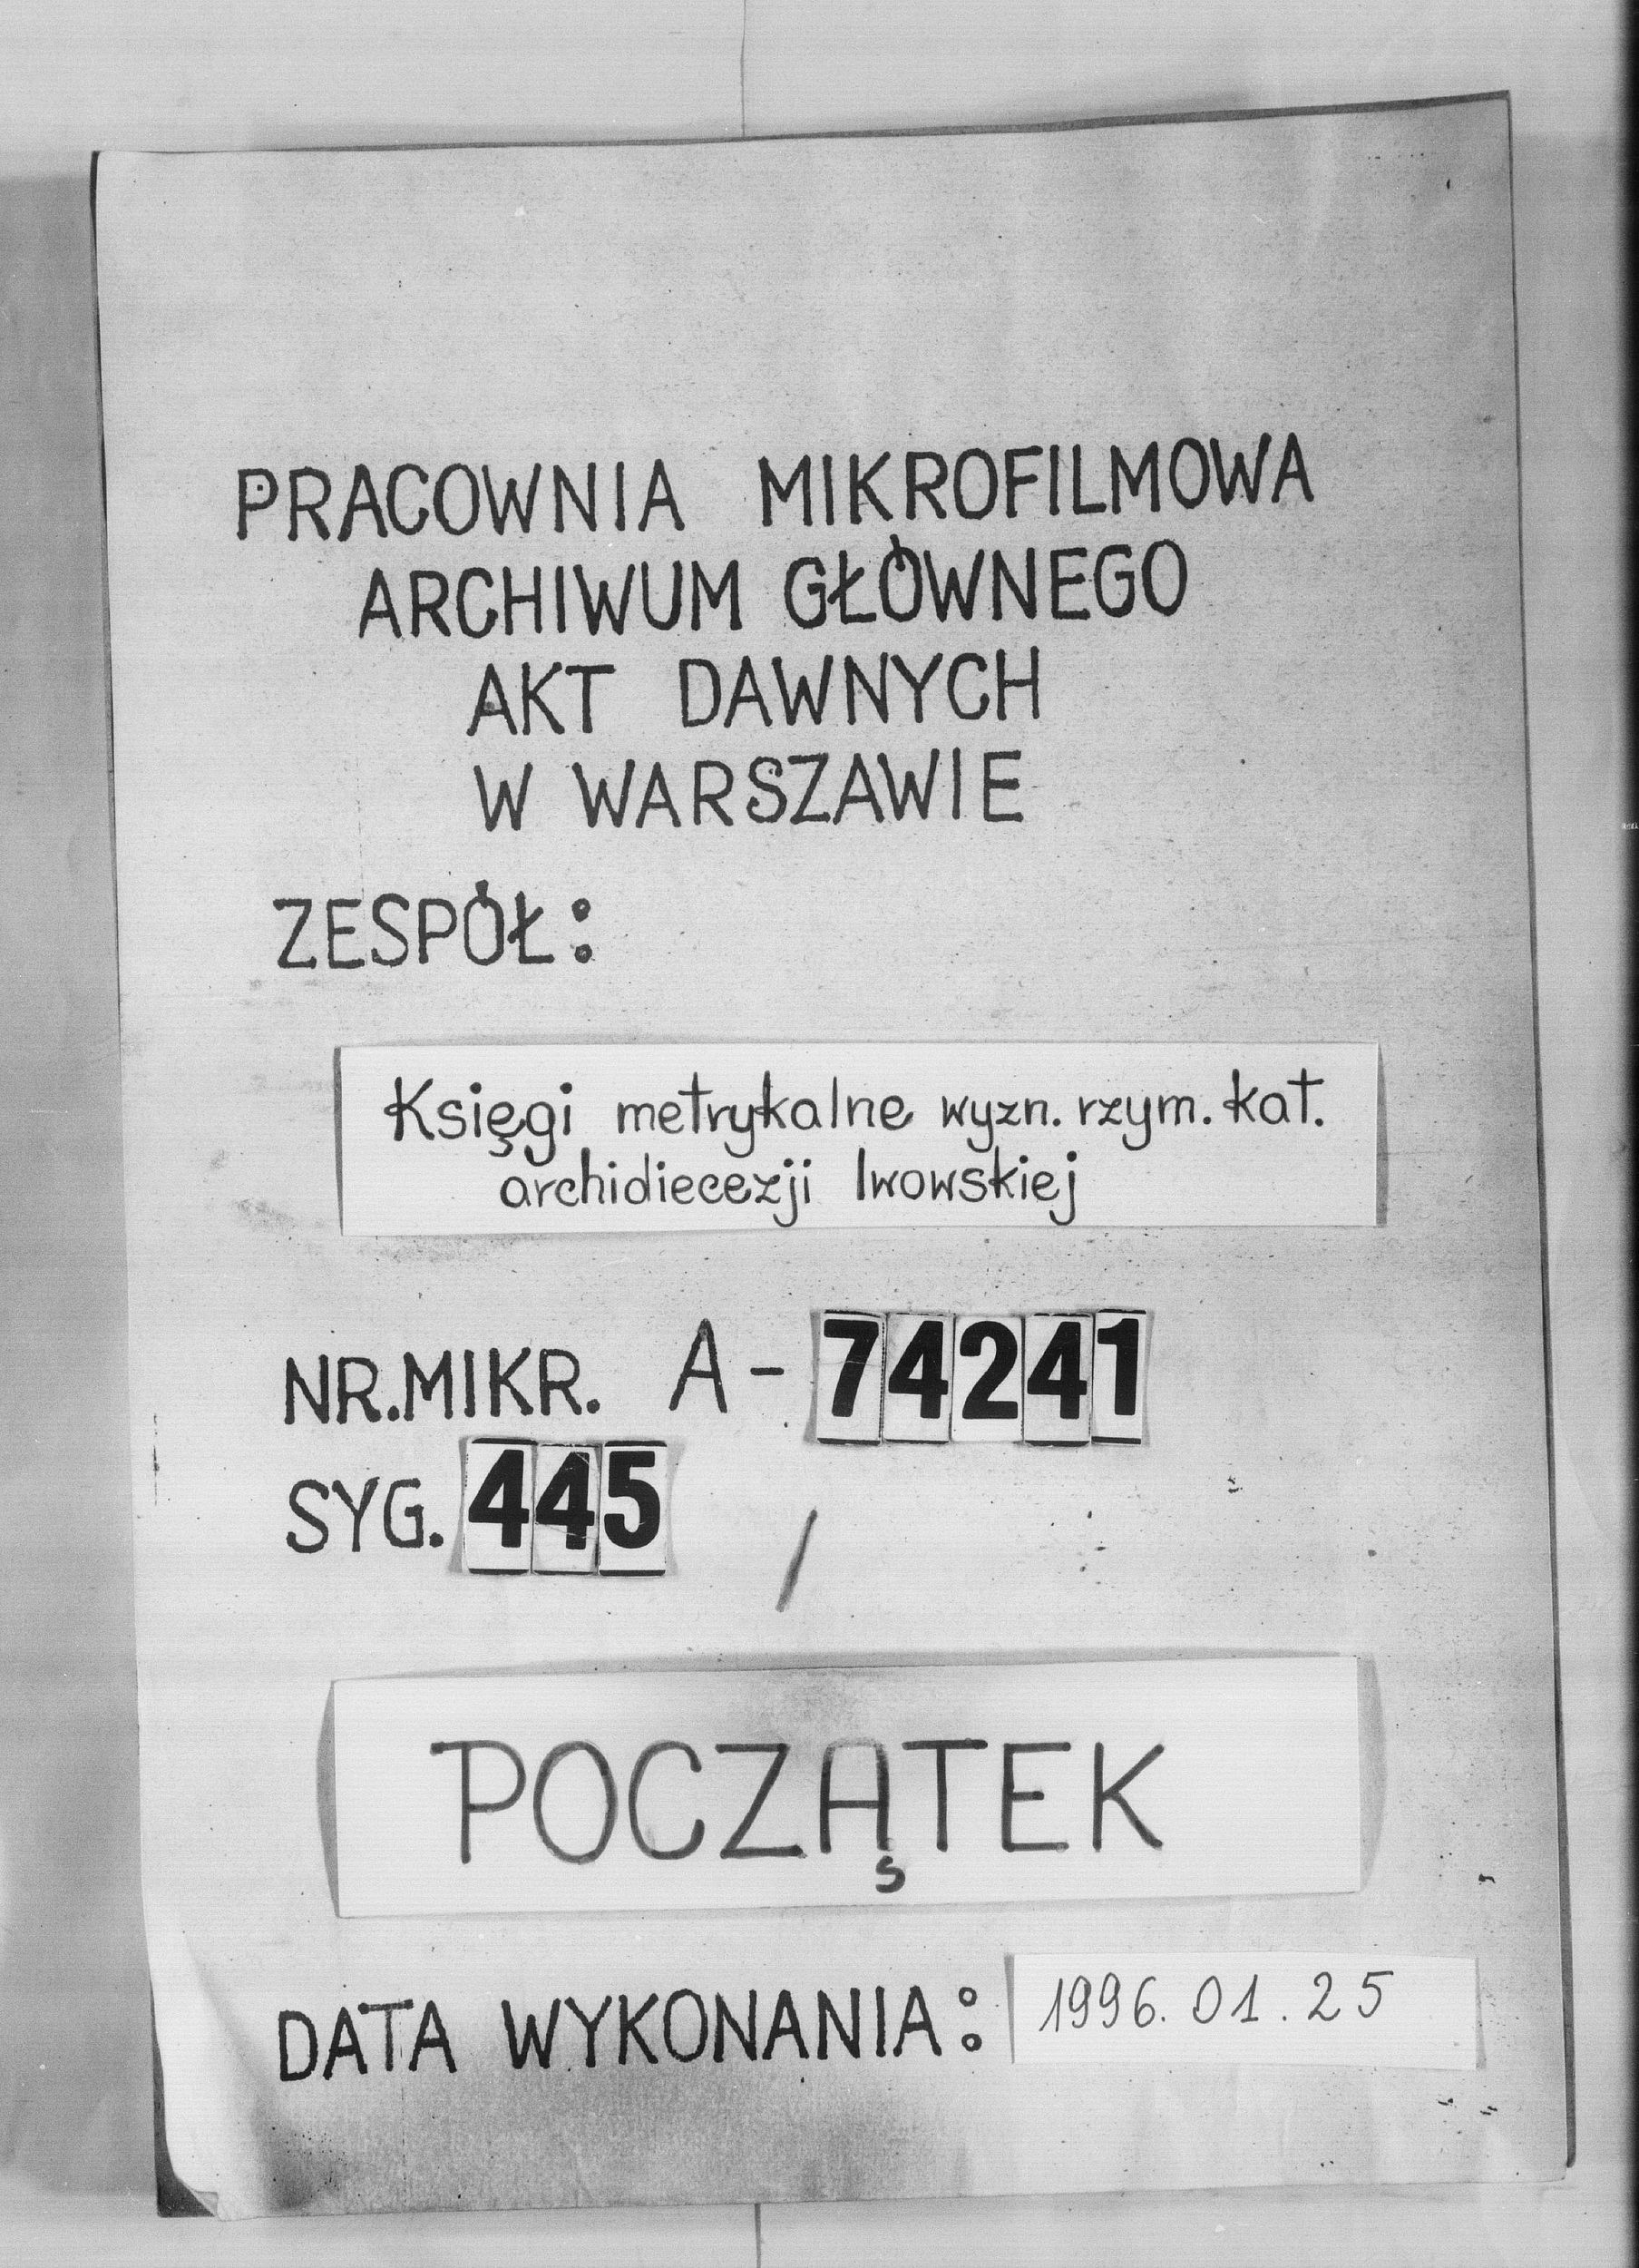 PRACOWNIA MIKROFILMOWA
ARCHIWUM GŁÓWNEGO
AKT DAWNYCH
W WARSZAWIE
ZESPÓŁ:
Księgi metrykalne wyzn. rzym. kat.
archidiecezji lwowskiej
NR.MIKR. A-74241
SYG. 445 /
POCZĄTEK
DATA WYKONANIA: 1996.01.25